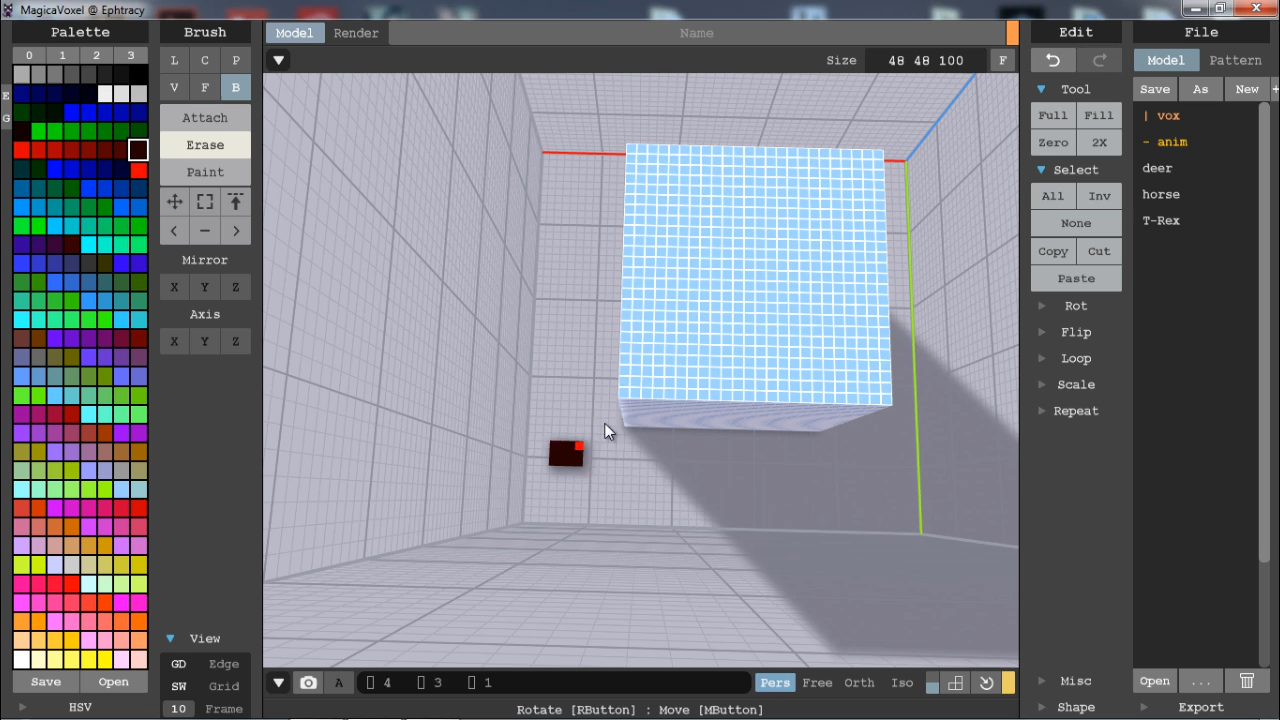 MagicaVoxel @ Ephtracy
Palette
0 1 2 3
E
G
Save Open
HSV
Brush
L C P
V F B
Attach
Erase
Paint
< — >
Mirror
X Y Z
Axis
X Y Z
View
GD Edge
SW Grid
10 Frame
Model Render Name
Size 48 48 100 F
A 4 3 1 Pers Free Orth Iso
Rotate [RButton] : Move [MButton]
Edit
Tool
Full Fill
Zero 2X
Select
All Inv
None
Copy Cut
Paste
Rot
Flip
Loop
Scale
Repeat
Misc
Shape
File
Model Pattern
Save As New +
| vox
- anim
deer
horse
T-Rex
Open ...
Export